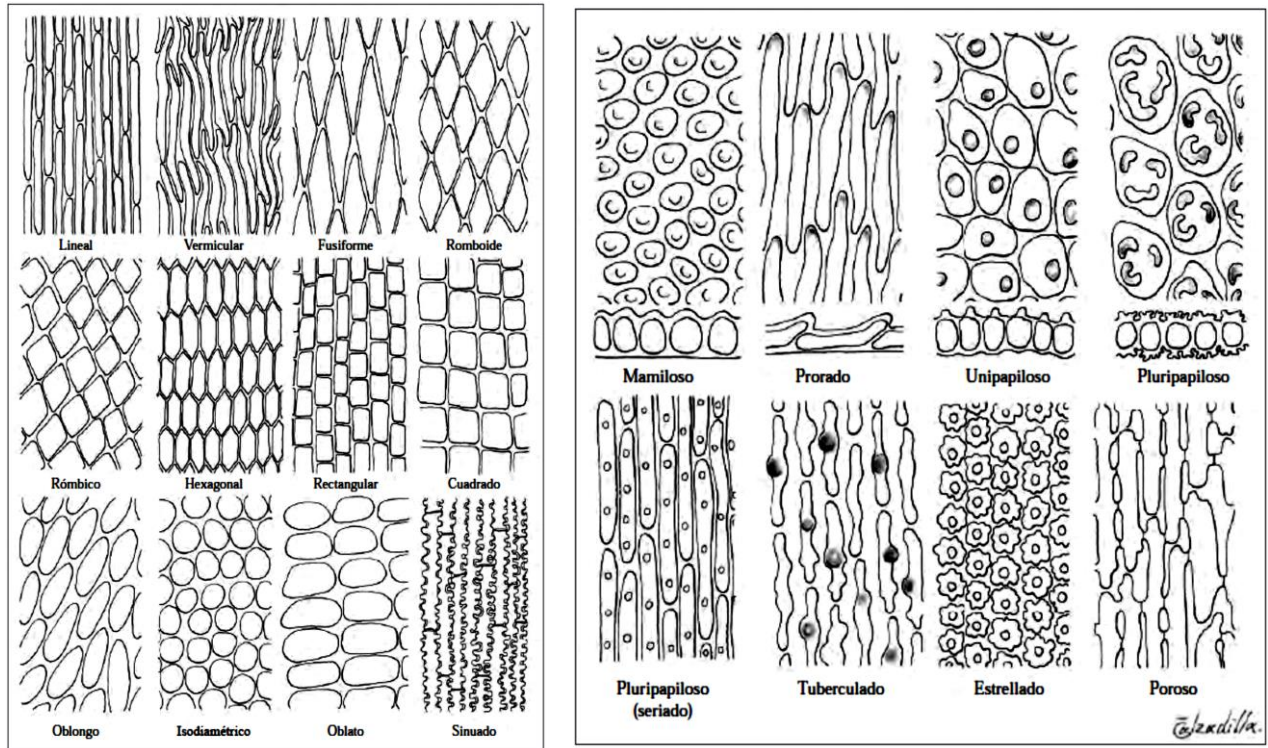 Lineal
Vermicular
Fusiforme
Romboide
Rómbico
Hexagonal
Rectangular
Cuadrado
Oblongo
Isodiamétrico
Oblato
Sinuado
Mamiloso
Prorado
Unipapiloso
Pluripapiloso
Pluripapiloso
(seriado)
Tuberculado
Estrellado
Poroso
Calzadilla.